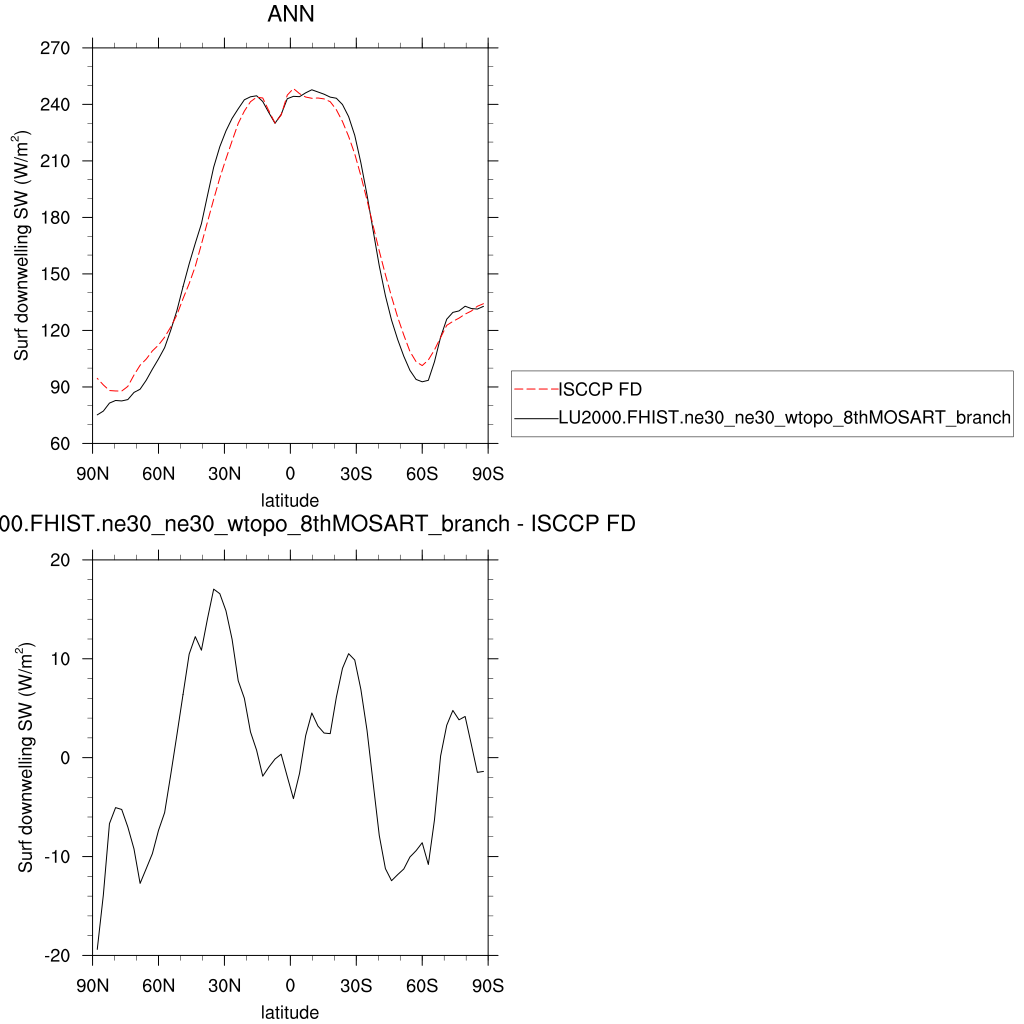 ANN
270
240
210
180
150
120
90
60
Surf downwelling SW (W/m²)
90N 60N 30N 0 30S 60S 90S
latitude
ISCCP FD
LU2000.FHIST.ne30_ne30_wtopo_8thMOSART_branch
00.FHIST.ne30_ne30_wtopo_8thMOSART_branch - ISCCP FD
20
10
0
-10
-20
Surf downwelling SW (W/m²)
90N 60N 30N 0 30S 60S 90S
latitude